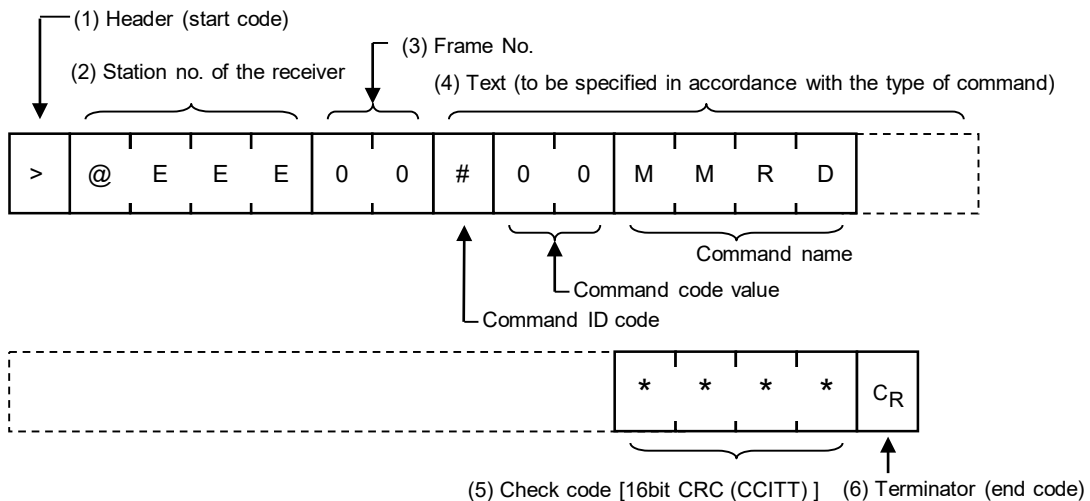 (1) Header (start code)
(3) Frame No.
(2) Station no. of the receiver
(4) Text (to be specified in accordance with the type of command)
> @ E E E 0 0 # 0 0 M M R D
Command name
Command code value
Command ID code
* * * * CR
(5) Check code [16bit CRC (CCITT) ] (6) Terminator (end code)